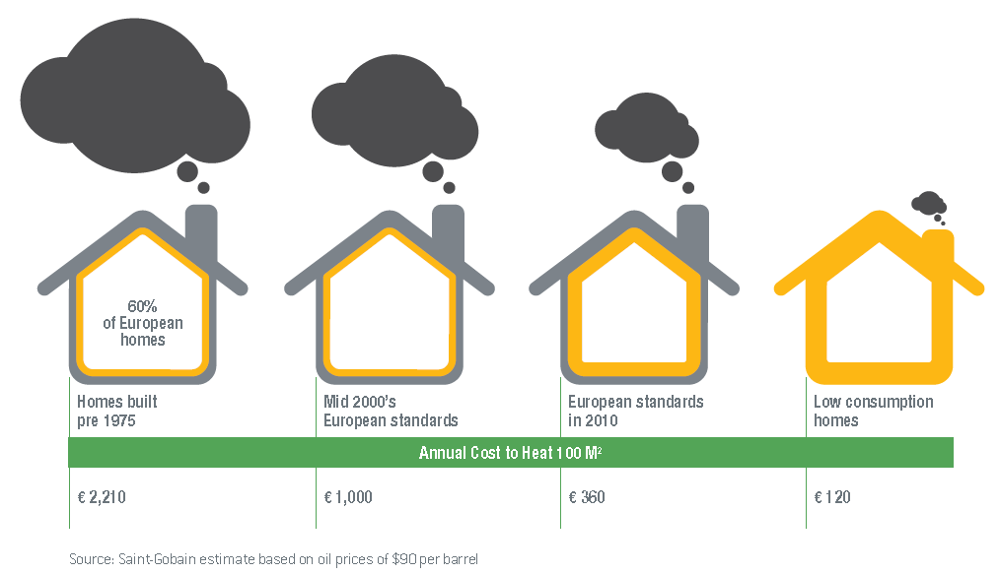 60%
of European
homes
Homes built
pre 1975
Mid 2000's
European standards
European standards
in 2010
Low consumption
homes
Annual Cost to Heat 100 M²
€ 2,210
€ 1,000
€ 360
€ 120
Source: Saint-Gobain estimate based on oil prices of $90 per barrel